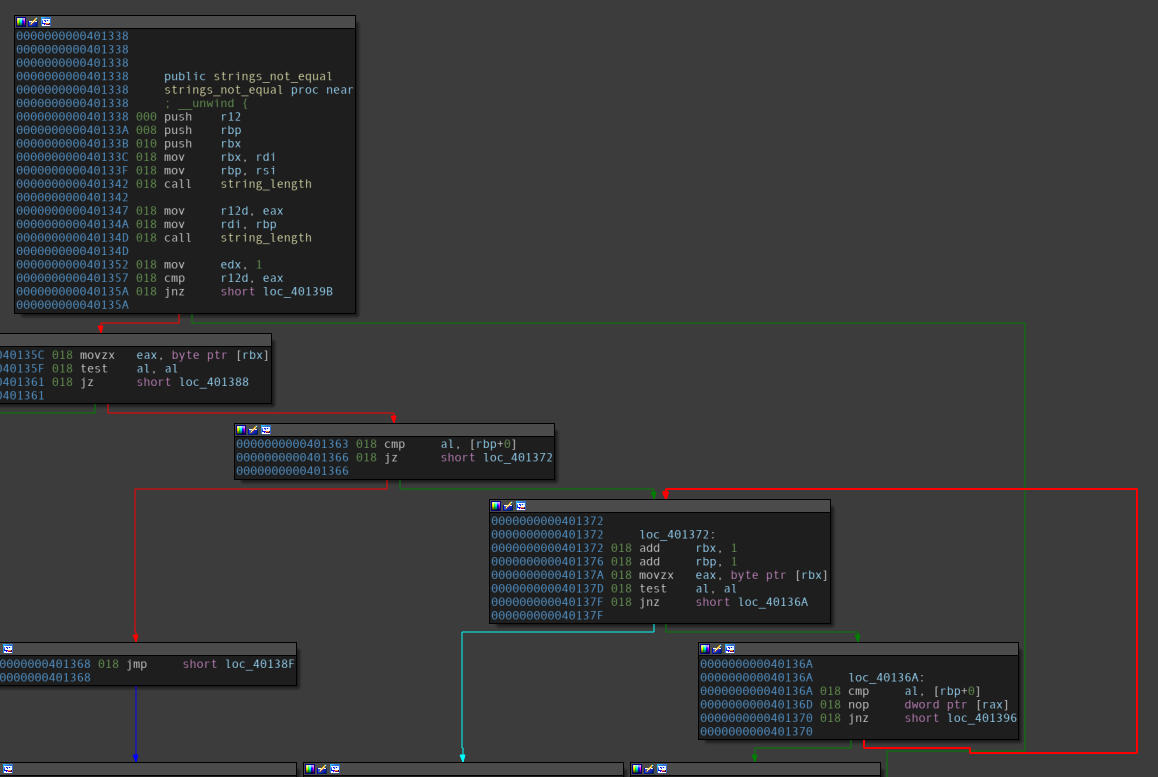 0000000000401338
0000000000401338
0000000000401338
0000000000401338 public strings_not_equal
0000000000401338 strings_not_equal proc near
0000000000401338 ; __unwind {
0000000000401338 000 push r12
000000000040133A 008 push rbp
000000000040133B 010 push rbx
000000000040133C 018 mov rbx, rdi
000000000040133F 018 mov rbp, rsi
0000000000401342 018 call string_length
0000000000401342
0000000000401347 018 mov r12d, eax
000000000040134A 018 mov rdi, rbp
000000000040134D 018 call string_length
000000000040134D
0000000000401352 018 mov edx, 1
0000000000401357 018 cmp r12d, eax
000000000040135A 018 jnz short loc_40139B
000000000040135A
040135C 018 movzx eax, byte ptr [rbx]
040135F 018 test al, al
0401361 018 jz short loc_401388
0401361
0000000000401363 018 cmp al, [rbp+0]
0000000000401366 018 jz short loc_401372
0000000000401366
0000000000401372
0000000000401372 loc_401372:
0000000000401372 018 add rbx, 1
0000000000401376 018 add rbp, 1
000000000040137A 018 movzx eax, byte ptr [rbx]
000000000040137D 018 test al, al
000000000040137F 018 jnz short loc_40136A
000000000040137F
0000000401368 018 jmp short loc_40138F
0000000401368
000000000040136A
000000000040136A loc_40136A:
000000000040136A 018 cmp al, [rbp+0]
000000000040136D 018 nop dword ptr [rax]
0000000000401370 018 jnz short loc_401396
0000000000401370